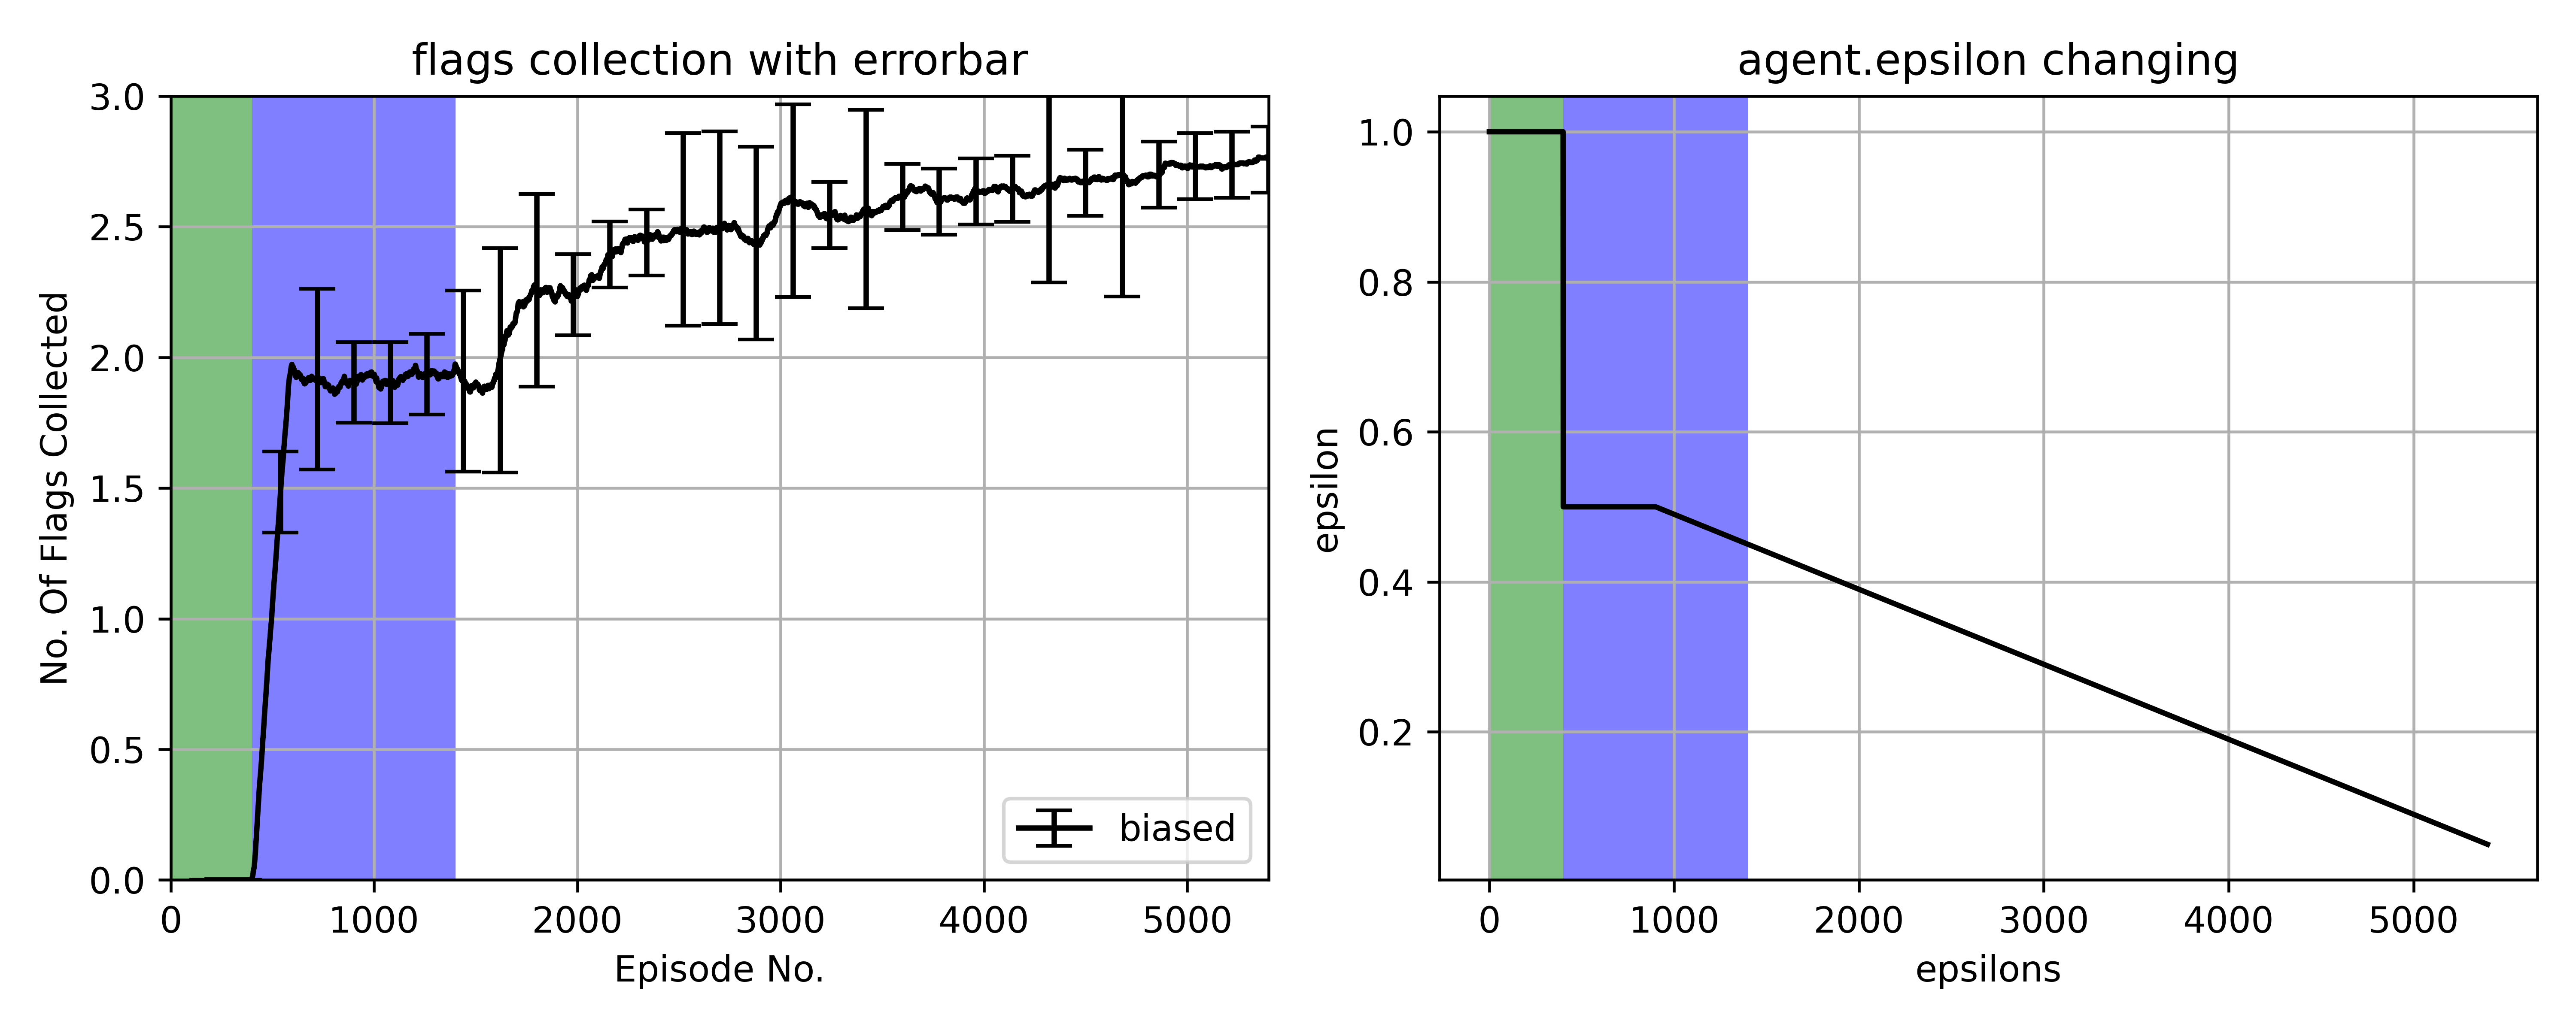 flags collection with errorbar
3.0
2.5
2.0
1.5
1.0
0.5
0.0
No. Of Flags Collected
0 1000 2000 3000 4000 5000
Episode No.
biased
agent.epsilon changing
1.0
0.8
0.6
0.4
0.2
epsilon
0 1000 2000 3000 4000 5000
epsilons